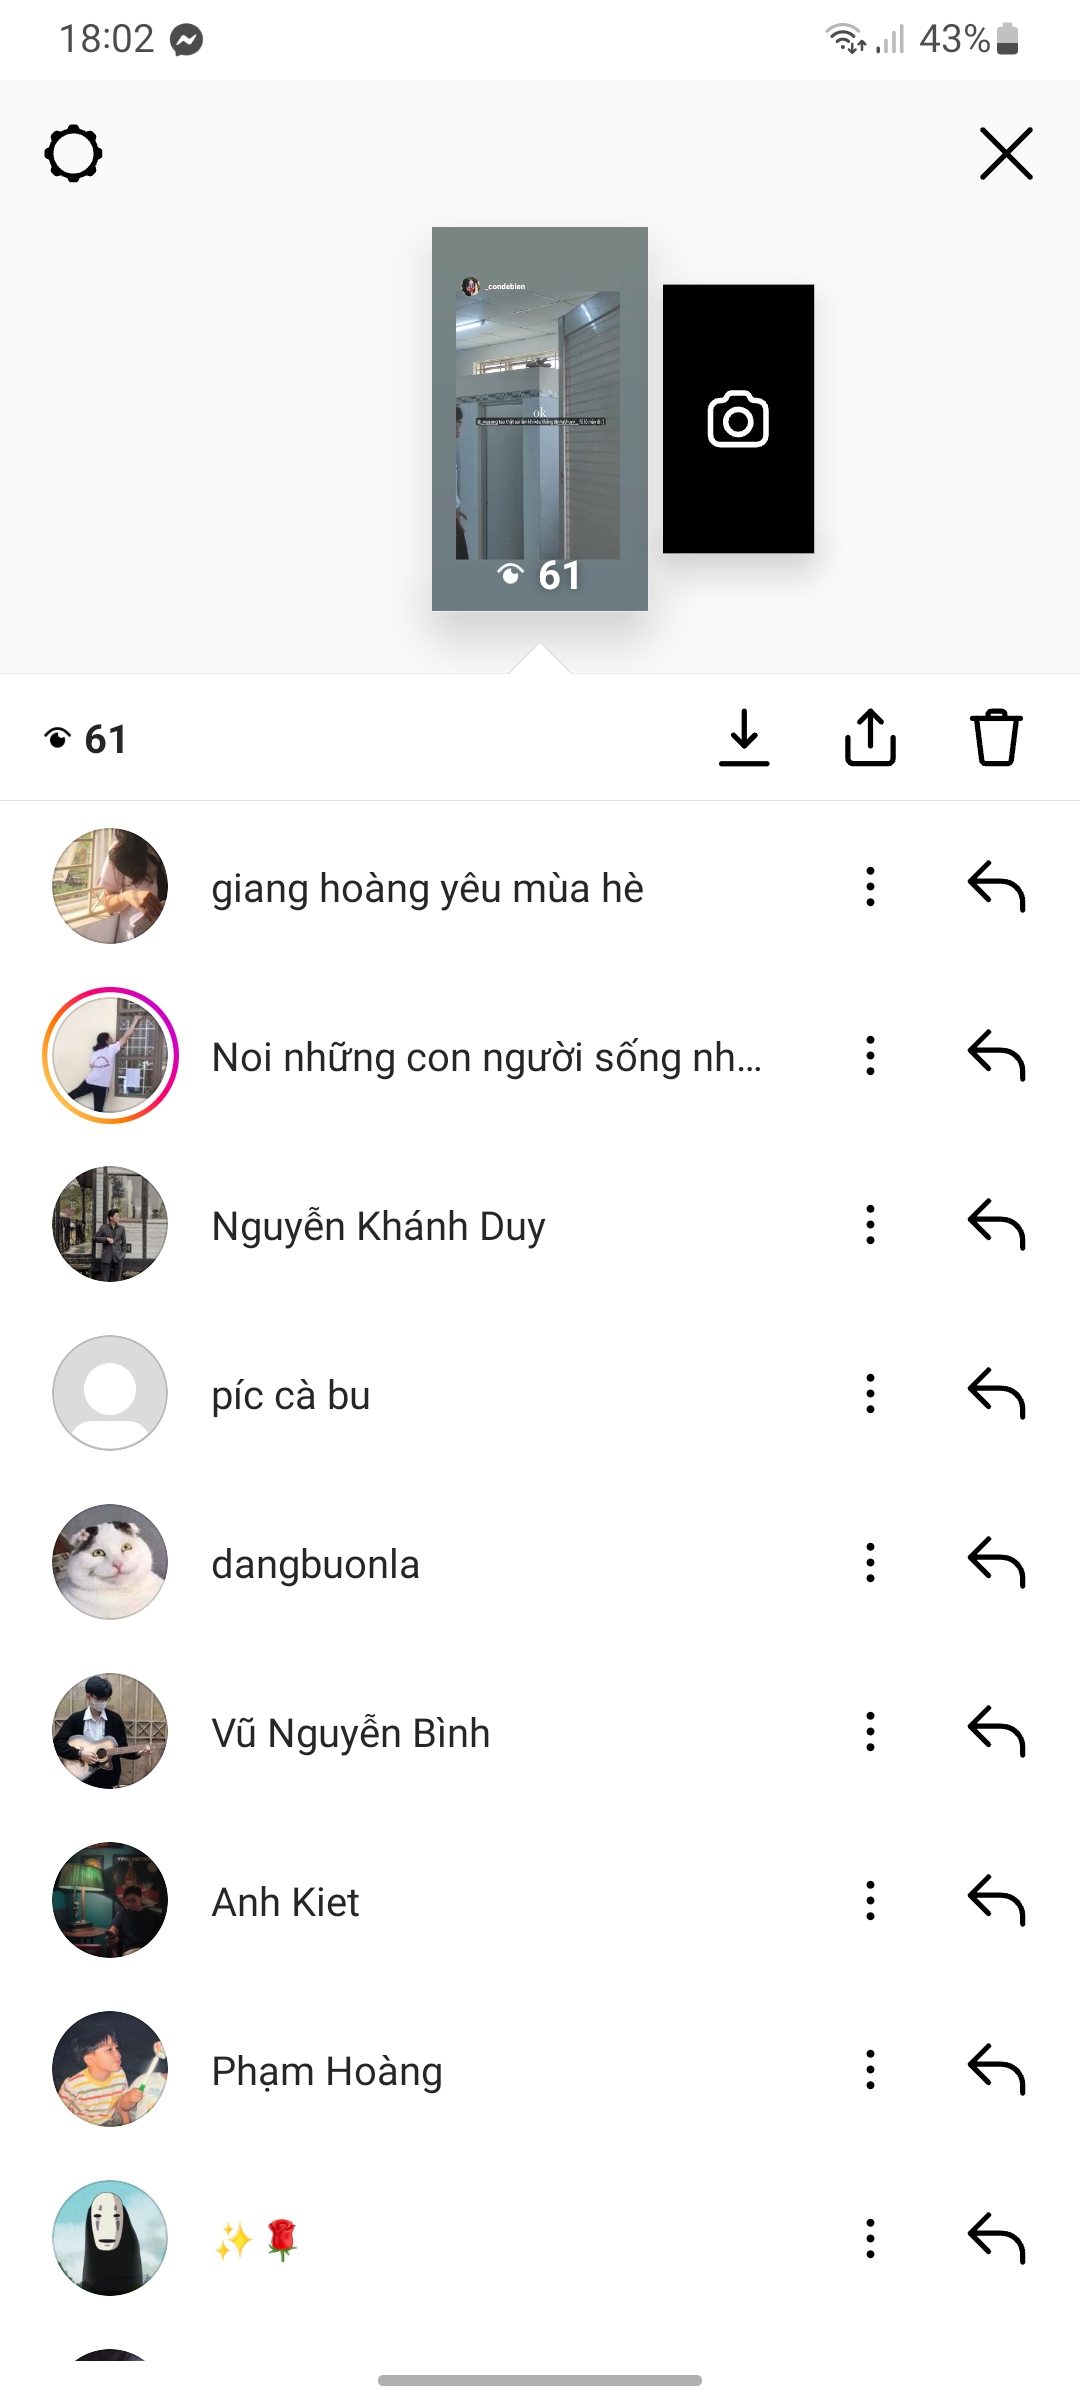 18:02
43%
_condebien
ok
61
61
giang hoàng yêu mùa hè
Noi những con người sống nh...
Nguyễn Khánh Duy
píc cà bu
dangbuonla
Vũ Nguyễn Bình
Anh Kiet
Phạm Hoàng
✨🌹